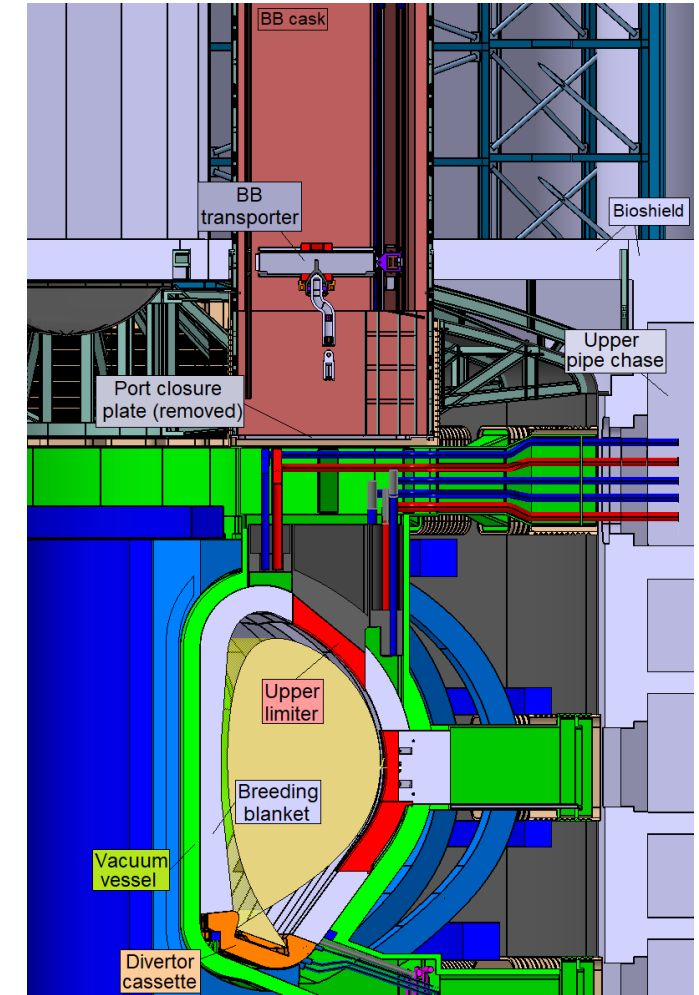 BB cask
BB
transporter
Bioshield
Upper
pipe chase
Port closure
plate (removed)
Upper
limiter
Breeding
blanket
Vacuum
vessel
Divertor
cassette